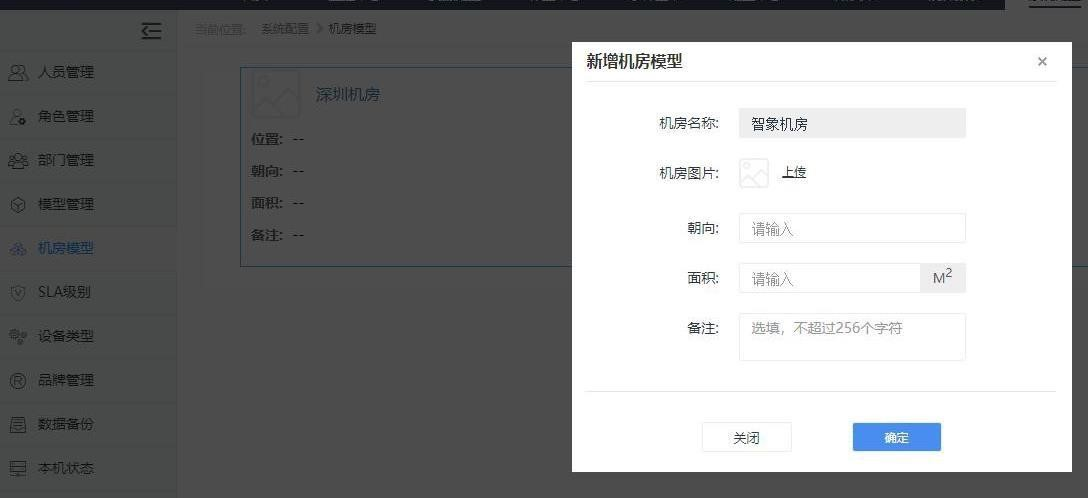 当前位置: 系统配置 > 机房模型
人员管理
角色管理
部门管理
模型管理
机房模型
SLA级别
设备类型
品牌管理
数据备份
本机状态
深圳机房
位置: --
朝向: --
面积: --
备注: --
新增机房模型 ×
机房名称: 智象机房
机房图片: 上传
朝向: 请输入
面积: 请输入 M²
备注: 选填，不超过256个字符
关闭 确定